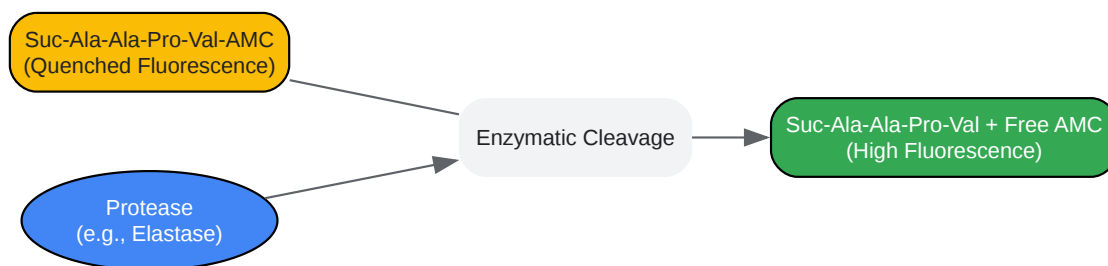 Suc-Ala-Ala-Pro-Val-AMC
(Quenched Fluorescence)
Protease
(e.g., Elastase)
Enzymatic Cleavage
Suc-Ala-Ala-Pro-Val + Free AMC
(High Fluorescence)